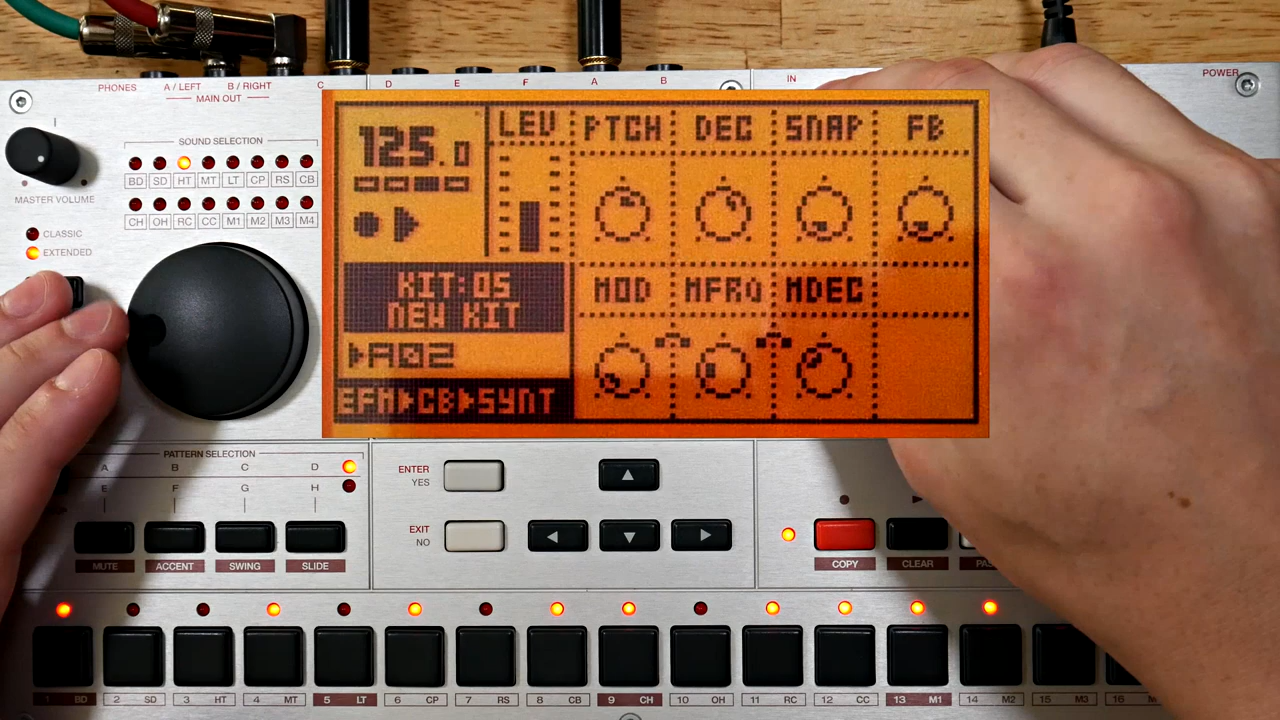 PHONES A / LEFT B / RIGHT C D E F A B IN POWER
MAIN OUT
SOUND SELECTION
BD SD HT MT LT CP RS CB
CH OH RC CC M1 M2 M3 M4
MASTER VOLUME
CLASSIC
EXTENDED
125.0
LEV PTCH DEC SNAP FB
KIT:05
NEW KIT
MOD MFRQ MDEC
A02
EFM CB SYNT
PATTERN SELECTION
A B C D
E F G H
MUTE ACCENT SWING SLIDE
ENTER
YES
EXIT
NO
COPY CLEAR PAS
1 BD 2 SD 3 HT 4 MT 5 LT 6 CP 7 RS 8 CB 9 CH 10 OH 11 RC 12 CC 13 M1 14 M2 15 M3 16 M4